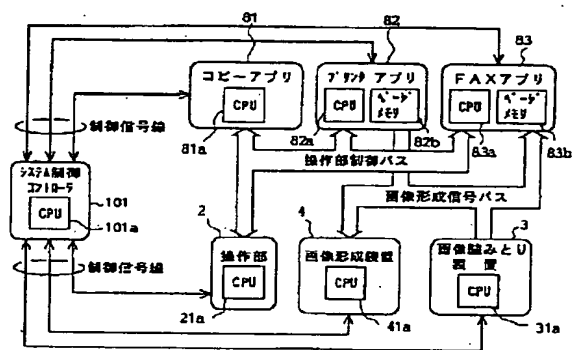 81
82
83
コピーアプリ
プリンタ アプリ
FAXアプリ
CPU
CPU
ページ
メモリ
CPU
ページ
メモリ
81a
82a
82b
83a
83b
制御信号線
操作部制御バス
システム制御
コントローラ
CPU
101
101a
画像形成信号バス
2
4
3
操作部
画像形成装置
画像読みとり
装置
CPU
CPU
CPU
制御信号線
21a
41a
31a